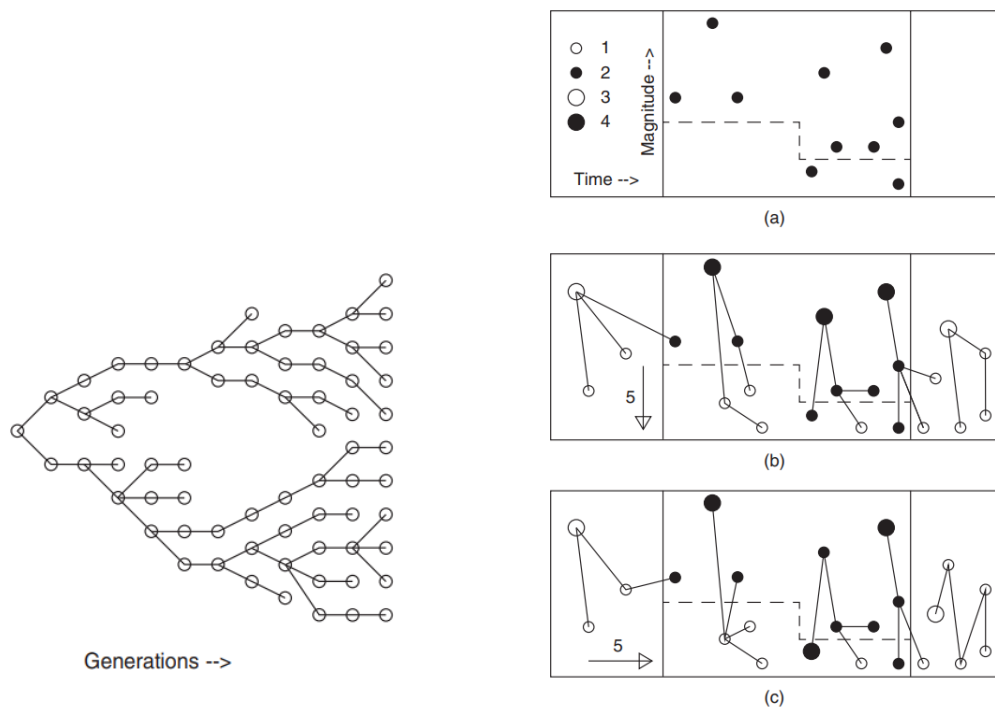 Generations -->
1
2
3
4
Magnitude -->
Time -->
(a)
5
(b)
5
(c)